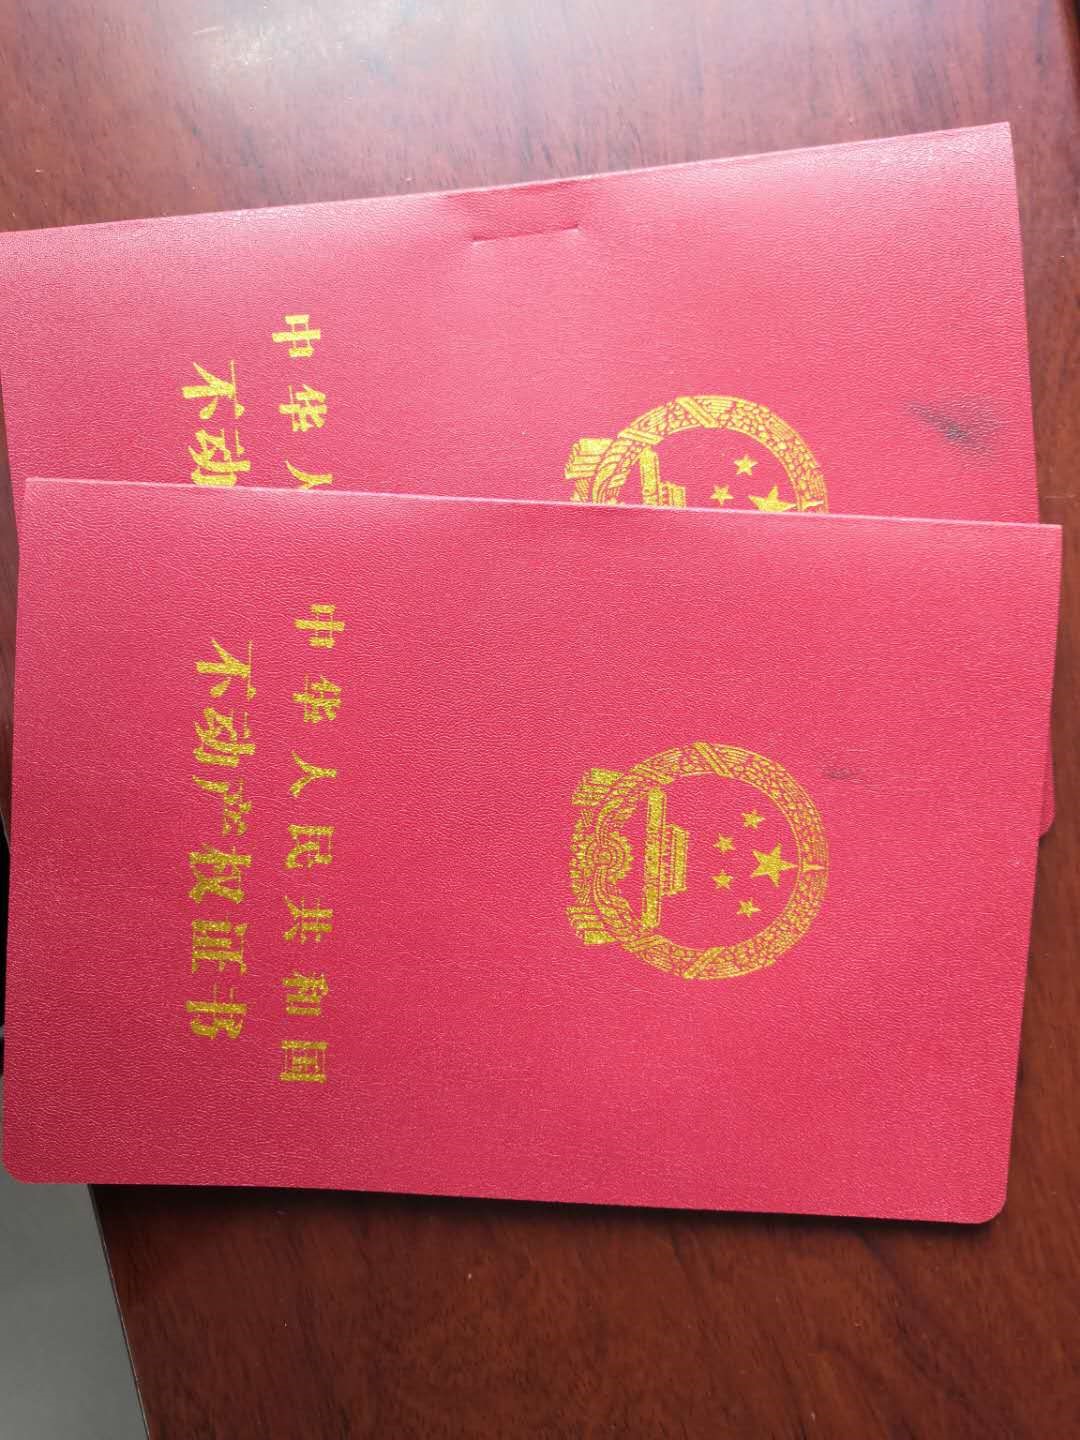 中华人
不动
中华人民共和国
不动产权证书